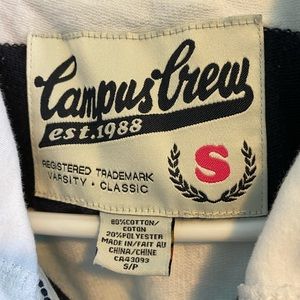 Campus Crew
est. 1988
REGISTERED TRADEMARK
VARSITY • CLASSIC
S
80%COTTON/
COTON
20%POLYESTER
MADE IN/FAIT AU
CHINA/CHINE
CA43093
S/P